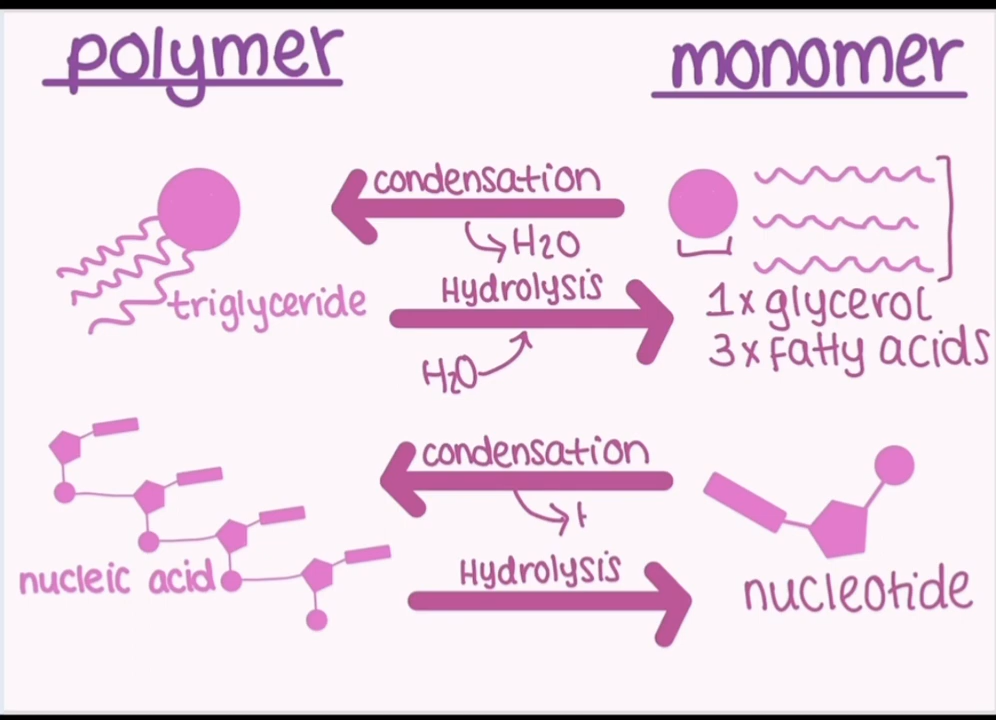 polymer
monomer
condensation
H2O
Hydrolysis
triglyceride
H2O
1x glycerol
3x fatty acids
condensation
Hydrolysis
nucleic acid
nucleotide